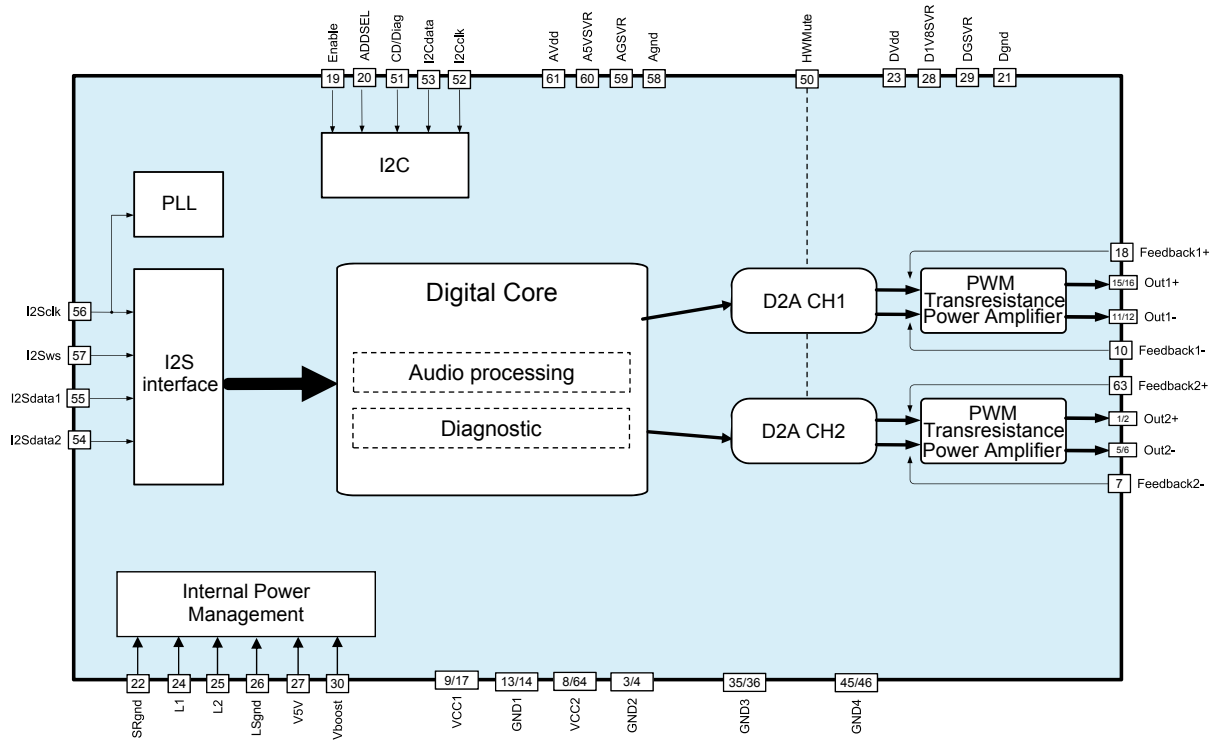 Enable
ADDSEL
CD/Diag
I2Cdata
I2Cclk
AVdd
A5VSVR
AGSVR
Agnd
HWMute
DVdd
D1V8SVR
DGSVR
Dgnd
19
20
51
53
52
61
60
59
58
50
23
28
29
21
I2C
PLL
I2Sclk
56
I2Sws
57
I2Sdata1
55
I2Sdata2
54
I2S
interface
Digital Core
Audio processing
Diagnostic
D2A CH1
D2A CH2
PWM
Transresistance
Power Amplifier
PWM
Transresistance
Power Amplifier
18
Feedback1+
15/16
Out1+
11/12
Out1-
10
Feedback1-
63
Feedback2+
1/2
Out2+
5/6
Out2-
7
Feedback2-
Internal Power
Management
22
24
25
26
27
30
9/17
13/14
8/64
3/4
35/36
45/46
SRgnd
L1
L2
LSgnd
V5V
Vboost
VCC1
GND1
VCC2
GND2
GND3
GND4